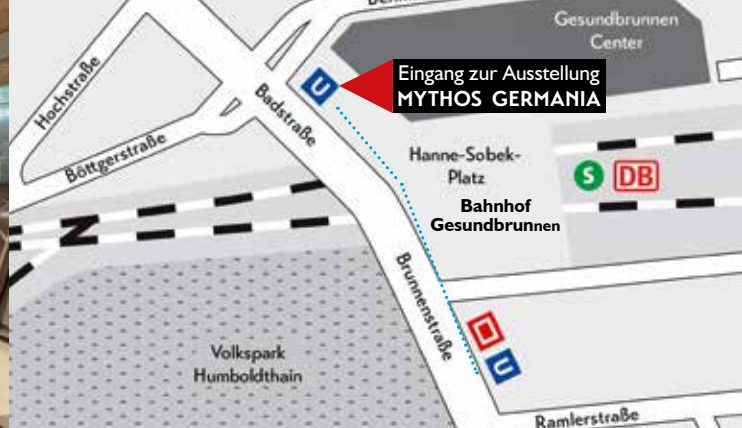 Gesundbrunnen
Center
U
Eingang zur Ausstellung
MYTHOS GERMANIA
Hochstraße
Badstraße
Böttgerstraße
Hanne-Sobek-
Platz
S
DB
Bahnhof
Gesundbrunnen
Brunnenstraße
Volkspark
Humboldthain
U
Ramlerstraße